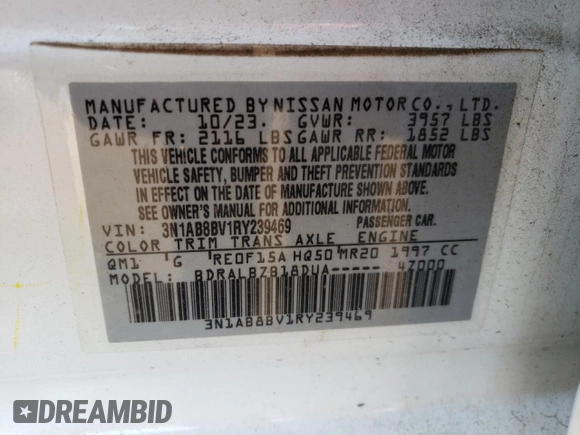 MANUFACTURED BY NISSAN MOTOR CO., LTD.
DATE: 10/23. GVWR: 3957 LBS
GAWR FR: 2116 LBS GAWR RR: 1852 LBS
THIS VEHICLE CONFORMS TO ALL APPLICABLE FEDERAL MOTOR
VEHICLE SAFETY, BUMPER AND THEFT PREVENTION STANDARDS
IN EFFECT ON THE DATE OF MANUFACTURE SHOWN ABOVE.
SEE OWNER'S MANUAL FOR ADDITIONAL INFORMATION.
VIN: 3N1AB8BV1RY239469 PASSENGER CAR.
COLOR TRIM TRANS AXLE ENGINE
QM1 G RE0F15A HQ50 MR20 1997 CC
MODEL: BDRALBZB18DUA----- 4Z000
3N1AB8BV1RY239469
DREAMBID